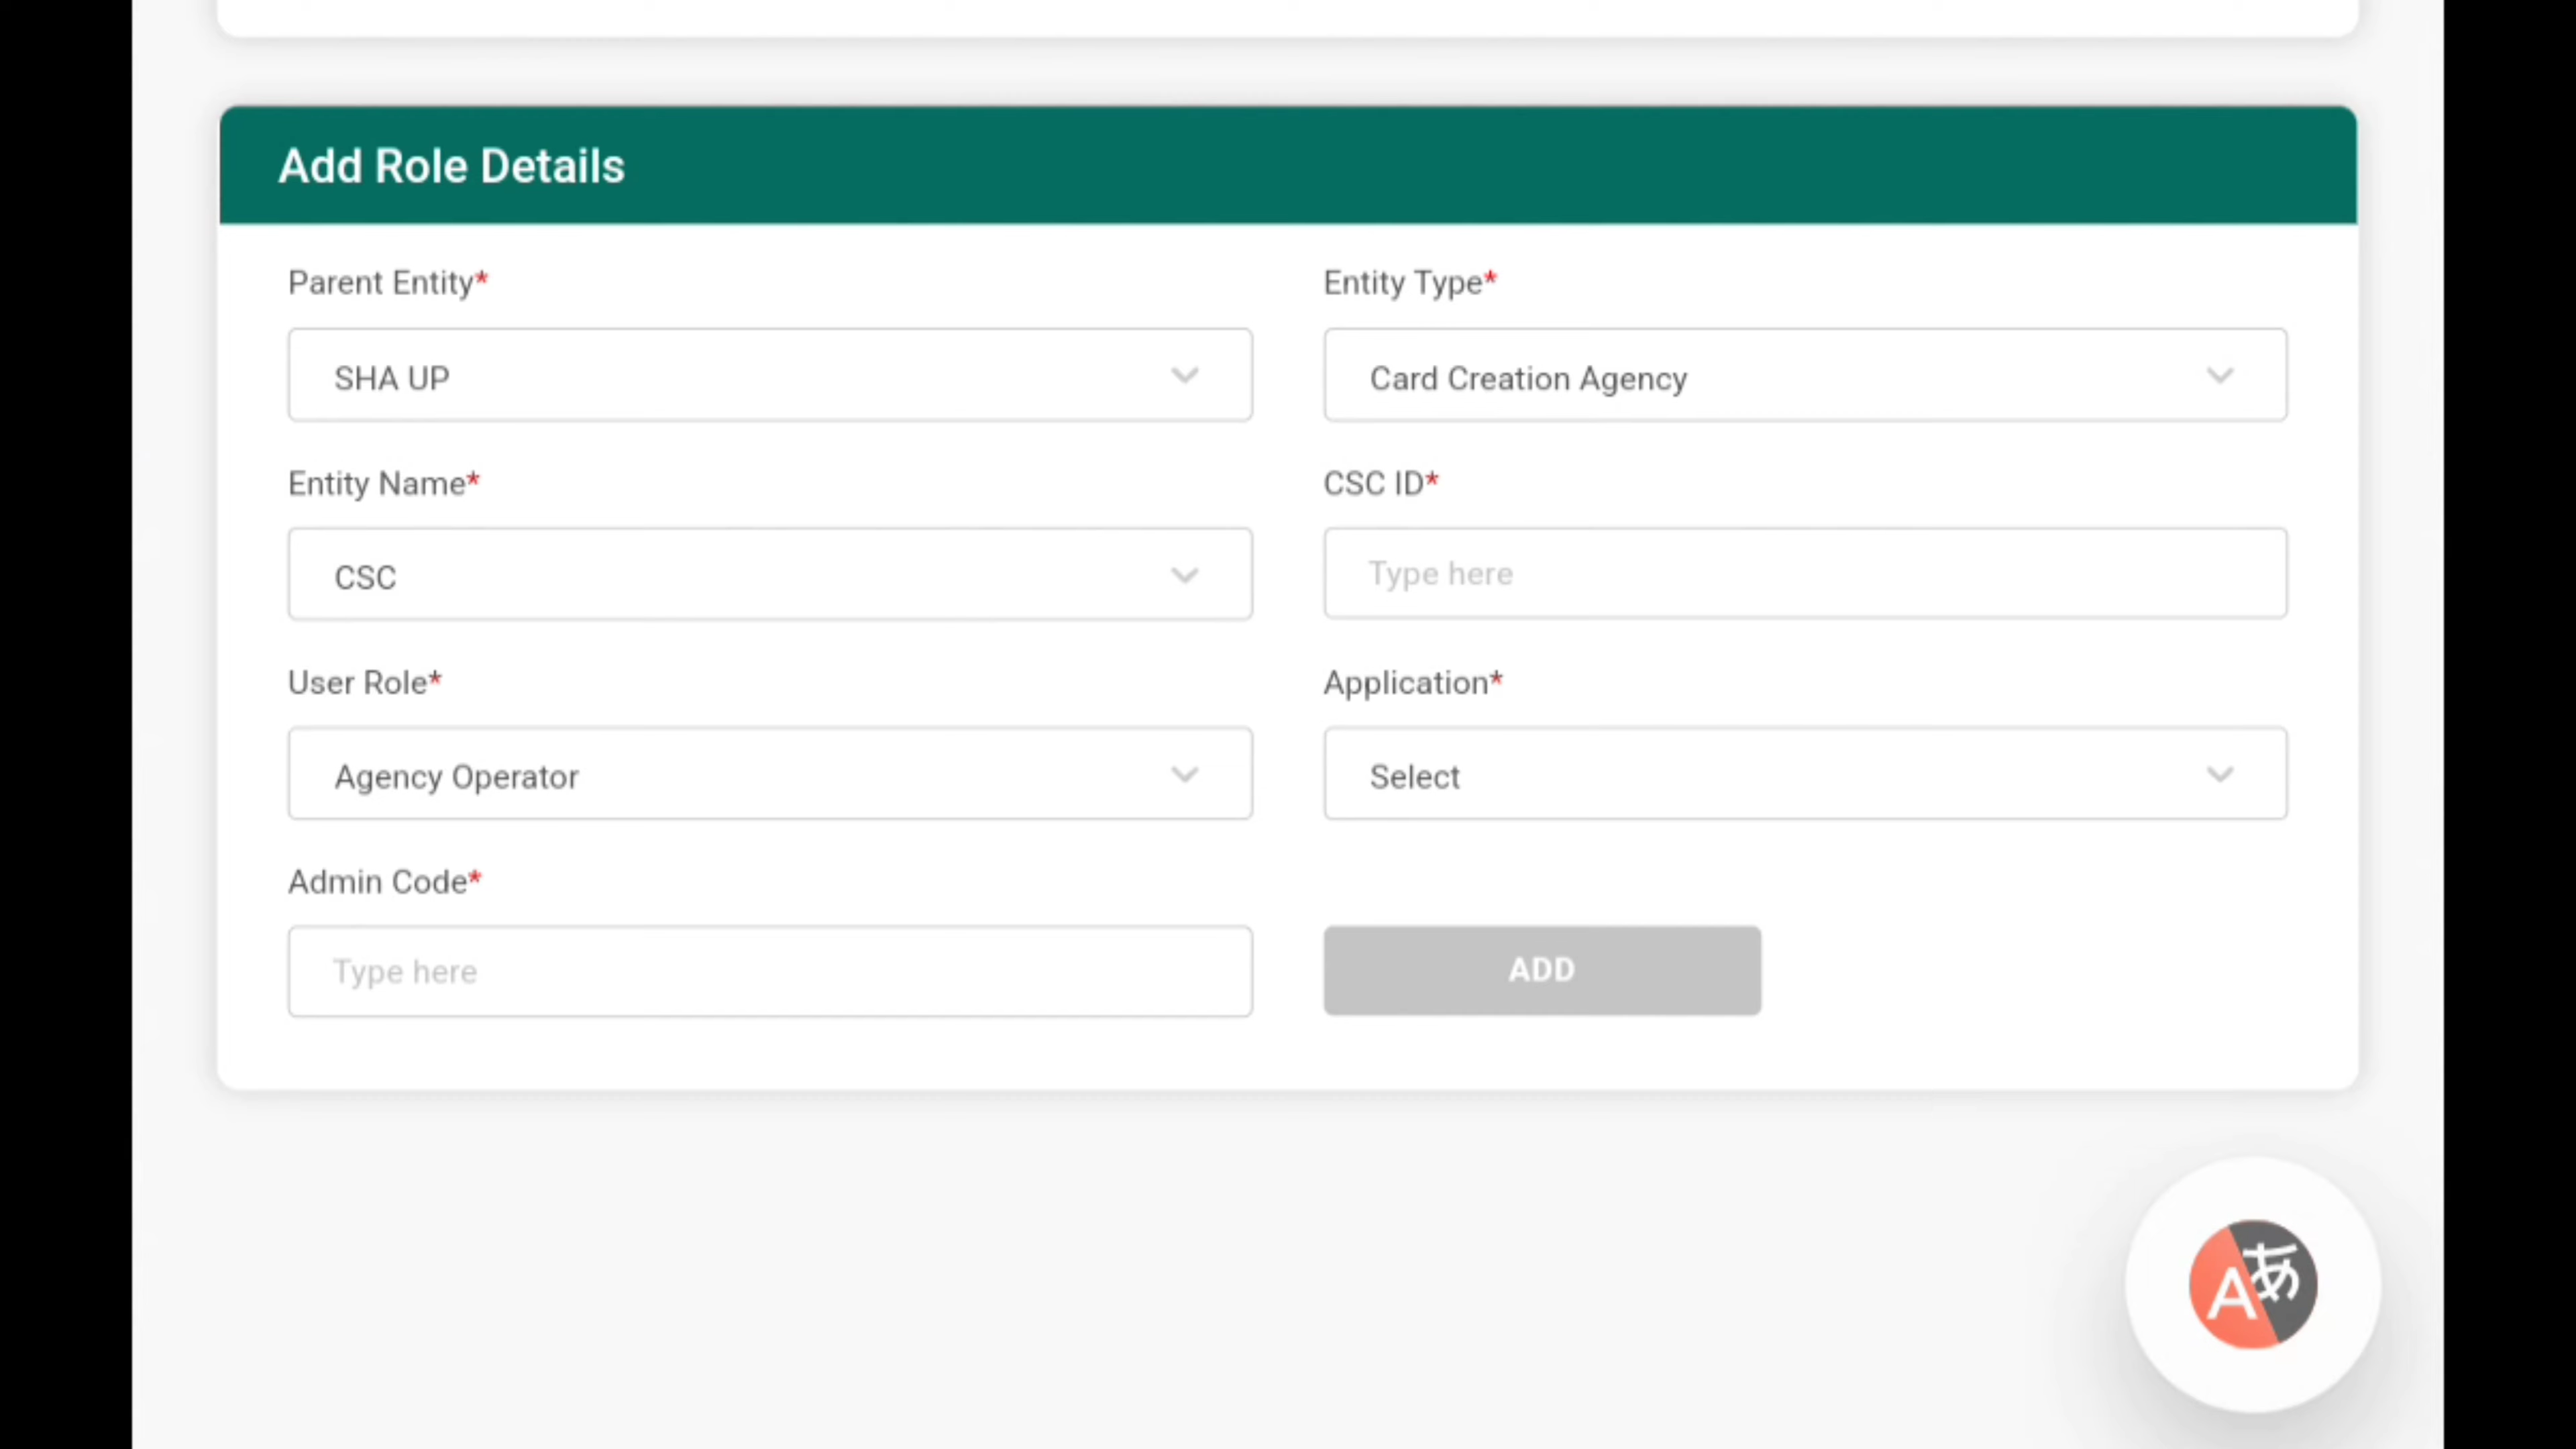 Add Role Details
Parent Entity*
Entity Type*
SHA UP
Card Creation Agency
Entity Name*
CSC ID*
CSC
Type here
User Role*
Application*
Agency Operator
Select
Admin Code*
Type here
ADD
Aあ